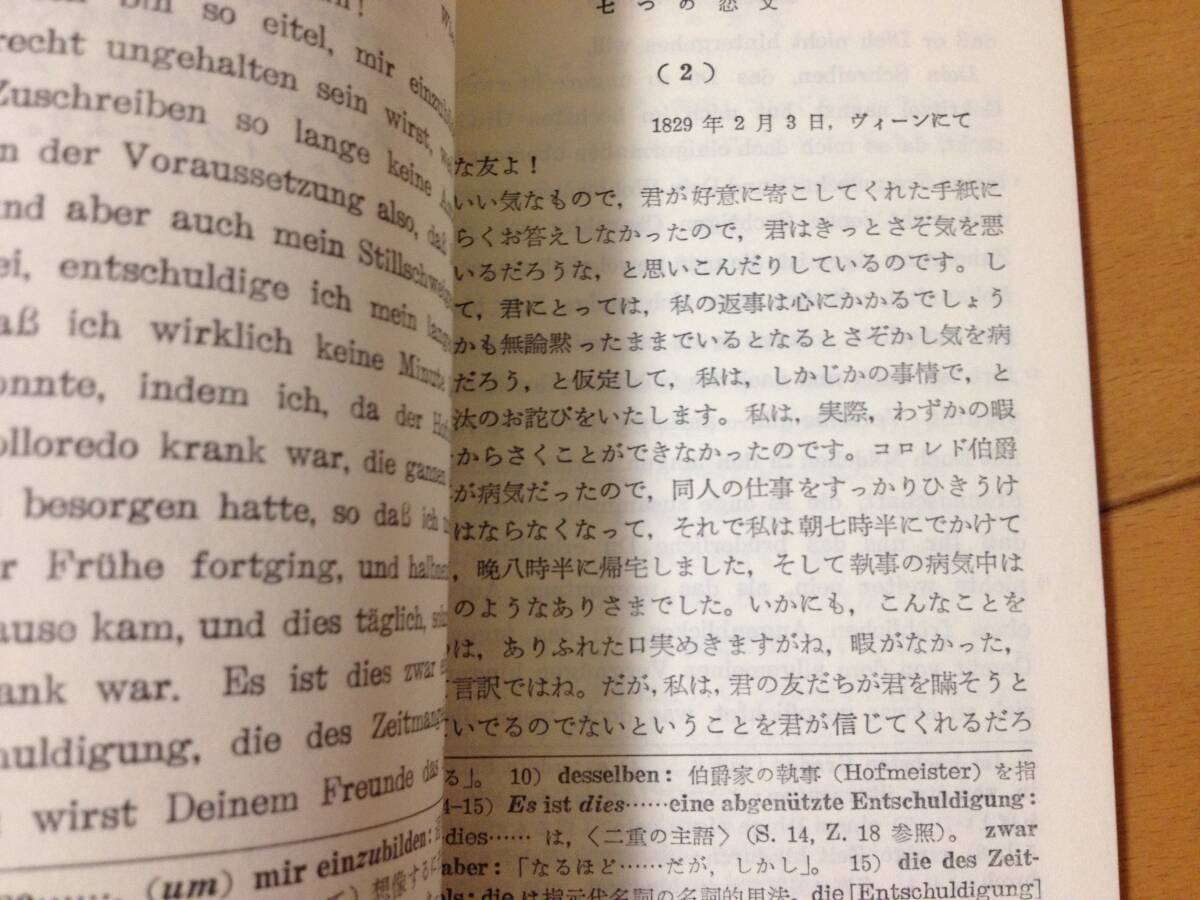 bin so eitel, mir einzubi
recht ungehalten sein wirst, we
Zuschreiben so lange keine An
n der Voraussetzung also, daß
nd aber auch mein Stillschweige
ei, entschuldige ich mein lange
aß ich wirklich keine Minute
onnte, indem ich, da der Hof
olloredo krank war, die ganzen
besorgen hatte, so daß ich
r Frühe fortging, und halb
ause kam, und dies täglich, so
ank war. Es ist dies zwar e
huldigung, die des Zeitmange
wirst Deinem Freunde das
(um) mir einzubilden:
想像する
七つの恋文
(2)
1829 年 2 月 3 日, ヴィーンにて
な友よ！
いい気なもので, 君が好意に寄こしてくれた手紙に
らくお答えしなかったので, 君はきっとさぞ気を悪
いるだろうな, と思いこんだりしているのです。し
て, 君にとっては, 私の返事は心にかかるでしょう
かも無論黙ったままでいるとなるとさぞかし気を病
だろう, と仮定して, 私は, しかじかの事情で, と
汰のお詫びをいたします。私は, 実際, わずかの暇
からさくことができなかったのです。コロレド伯爵
が病気だったので, 同人の仕事をすっかりひきうけ
はならなくなって, それで私は朝七時半にでかけて
, 晩八時半に帰宅しました, そして執事の病気中は
のようなありさまでした。いかにも, こんなことを
は, ありふれた口実めきますがね, 暇がなかった,
言訳ではね。だが, 私は, 君の友だちが君を瞞そうと
いでるのでないということを君が信じてくれるだろ
る」。 10) desselben: 伯爵家の執事 (Hofmeister) を指
4–15) Es ist dies……eine abgenützte Entschuldigung:
dies…… は,〈二重の主語〉(S. 14, Z. 18 参照)。 zwar
aber:「なるほど……だが, しかし」。 15) die des Zeit-
als: die は指示代名詞の名詞的用法. die [Entschuldigung]